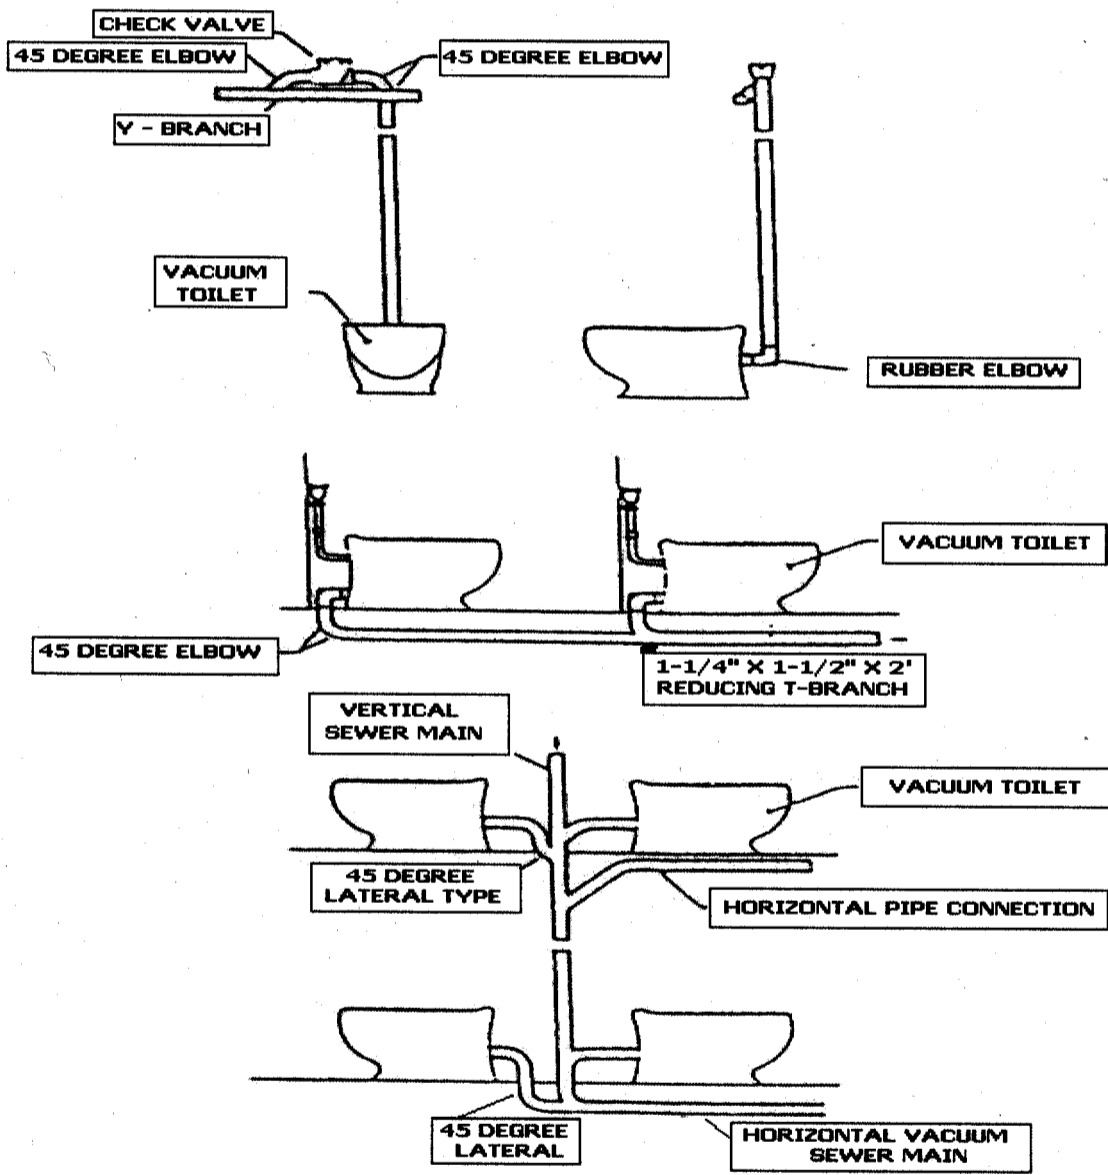 CHECK VALVE
45 DEGREE ELBOW
45 DEGREE ELBOW
Y - BRANCH
VACUUM
TOILET
RUBBER ELBOW
VACUUM TOILET
45 DEGREE ELBOW
1-1/4" X 1-1/2" X 2'
REDUCING T-BRANCH
VERTICAL
SEWER MAIN
VACUUM TOILET
45 DEGREE
LATERAL TYPE
HORIZONTAL PIPE CONNECTION
45 DEGREE
LATERAL
HORIZONTAL VACUUM
SEWER MAIN